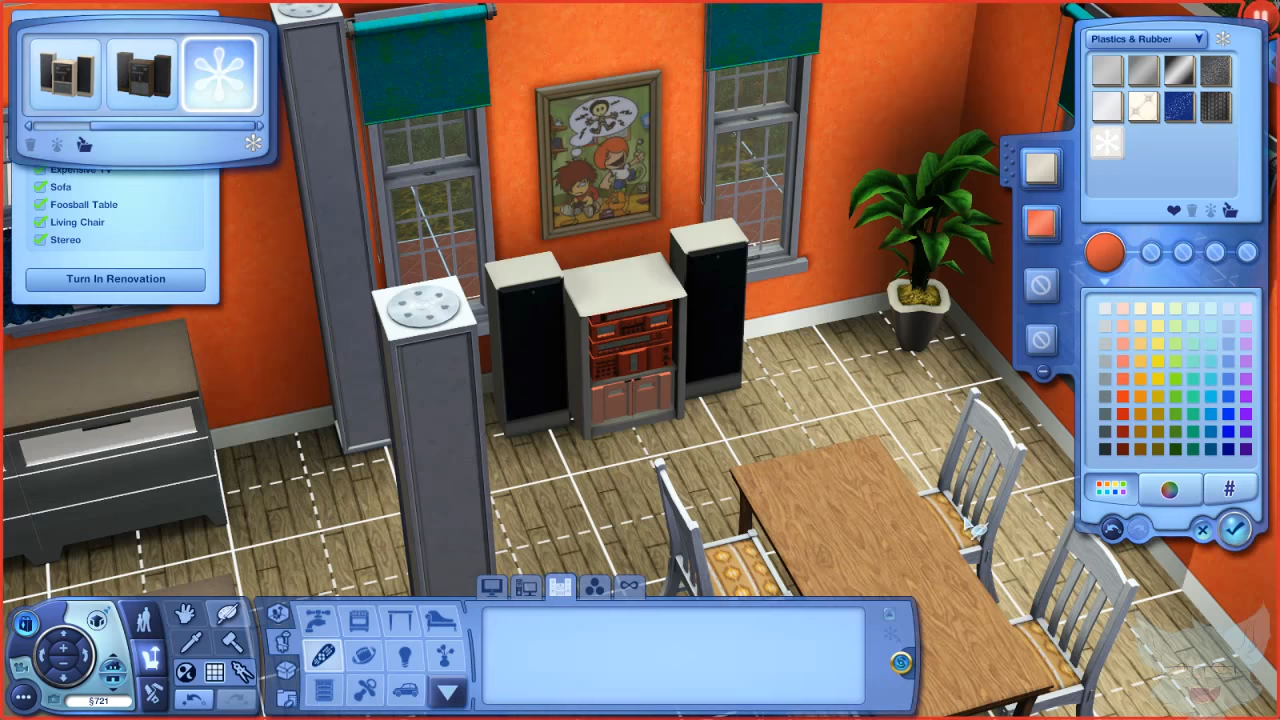 Plastics & Rubber
Expensive TV
Sofa
Foosball Table
Living Chair
Stereo
Turn In Renovation
#
§721